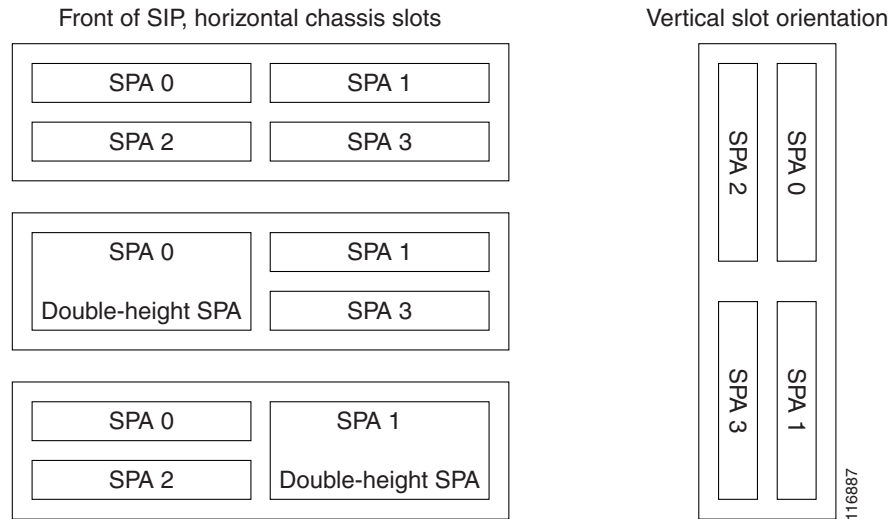 Front of SIP, horizontal chassis slots
SPA 0
SPA 1
SPA 2
SPA 3
SPA 0
Double-height SPA
SPA 1
SPA 3
SPA 0
SPA 2
SPA 1
Double-height SPA
Vertical slot orientation
SPA 2
SPA 0
SPA 3
SPA 1
116887